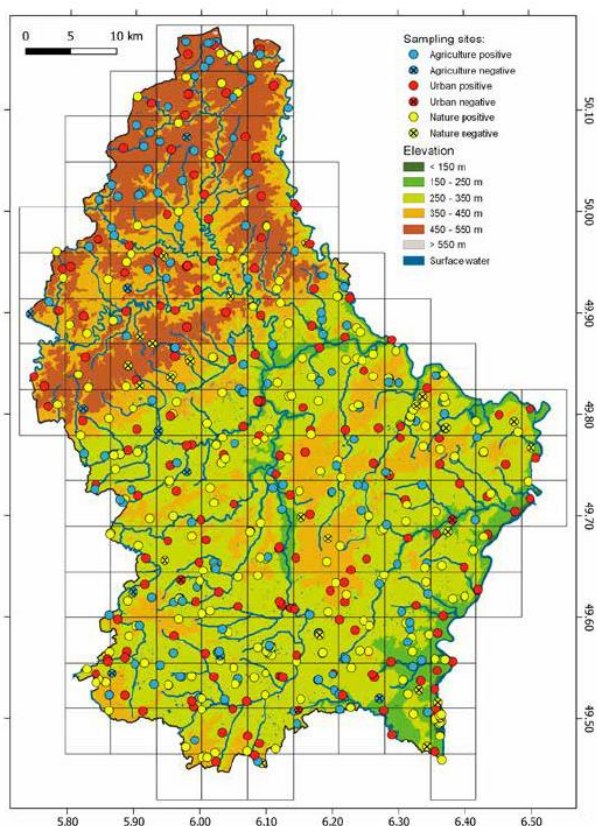 0 5 10 km
Sampling sites:
Agriculture positive
Agriculture negative
Urban positive
Urban negative
Nature positive
Nature negative
Elevation
< 150 m
150 - 250 m
250 - 350 m
350 - 450 m
450 - 550 m
> 550 m
Surface water
50.10
50.00
49.90
49.80
49.70
49.60
49.50
5.80 5.90 6.00 6.10 6.20 6.30 6.40 6.50